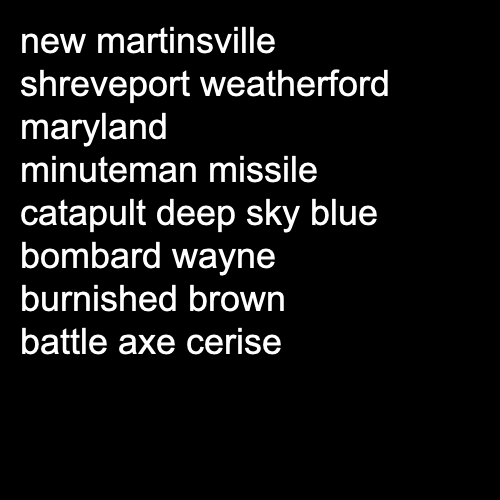 new martinsville
shreveport weatherford
maryland
minuteman missile
catapult deep sky blue
bombard wayne
burnished brown
battle axe cerise